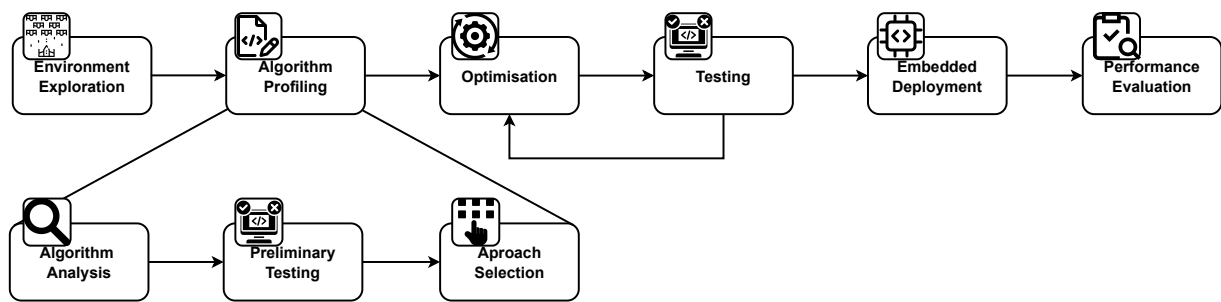 Environment
Exploration
Algorithm
Profiling
Optimisation
Testing
Embedded
Deployment
Performance
Evaluation
Algorithm
Analysis
Preliminary
Testing
Aproach
Selection